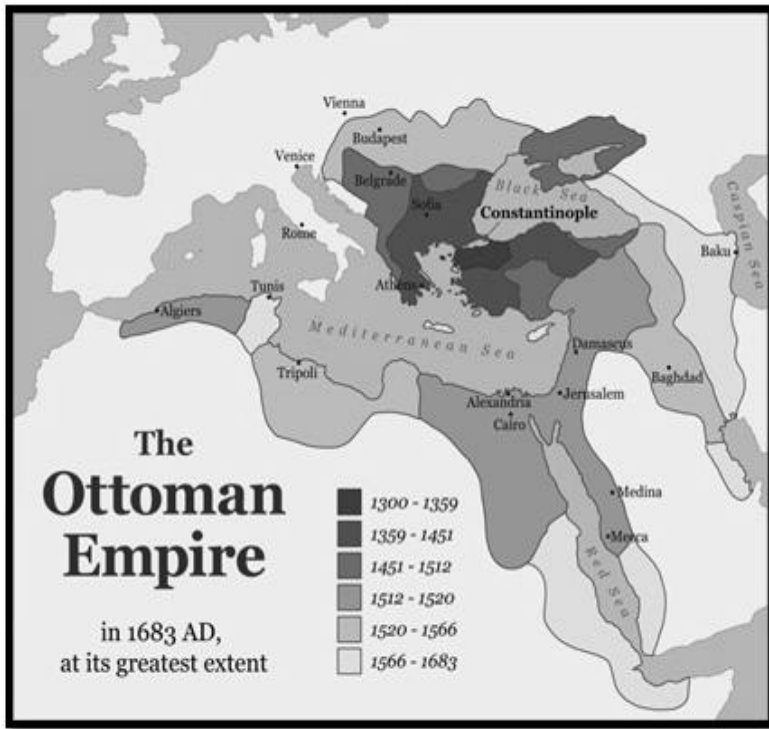 Vienna
Budapest
Venice
Belgrade
Black Sea
Sofia
Constantinople
Caspian Sea
Rome
Baku
Athens
Tunis
Algiers
Mediterranean Sea
Damascus
Tripoli
Baghdad
Alexandria
Jerusalem
Cairo
The
Ottoman
Empire
in 1683 AD,
at its greatest extent
1300 - 1359
1359 - 1451
1451 - 1512
1512 - 1520
1520 - 1566
1566 - 1683
Medina
Mecca
Red Sea